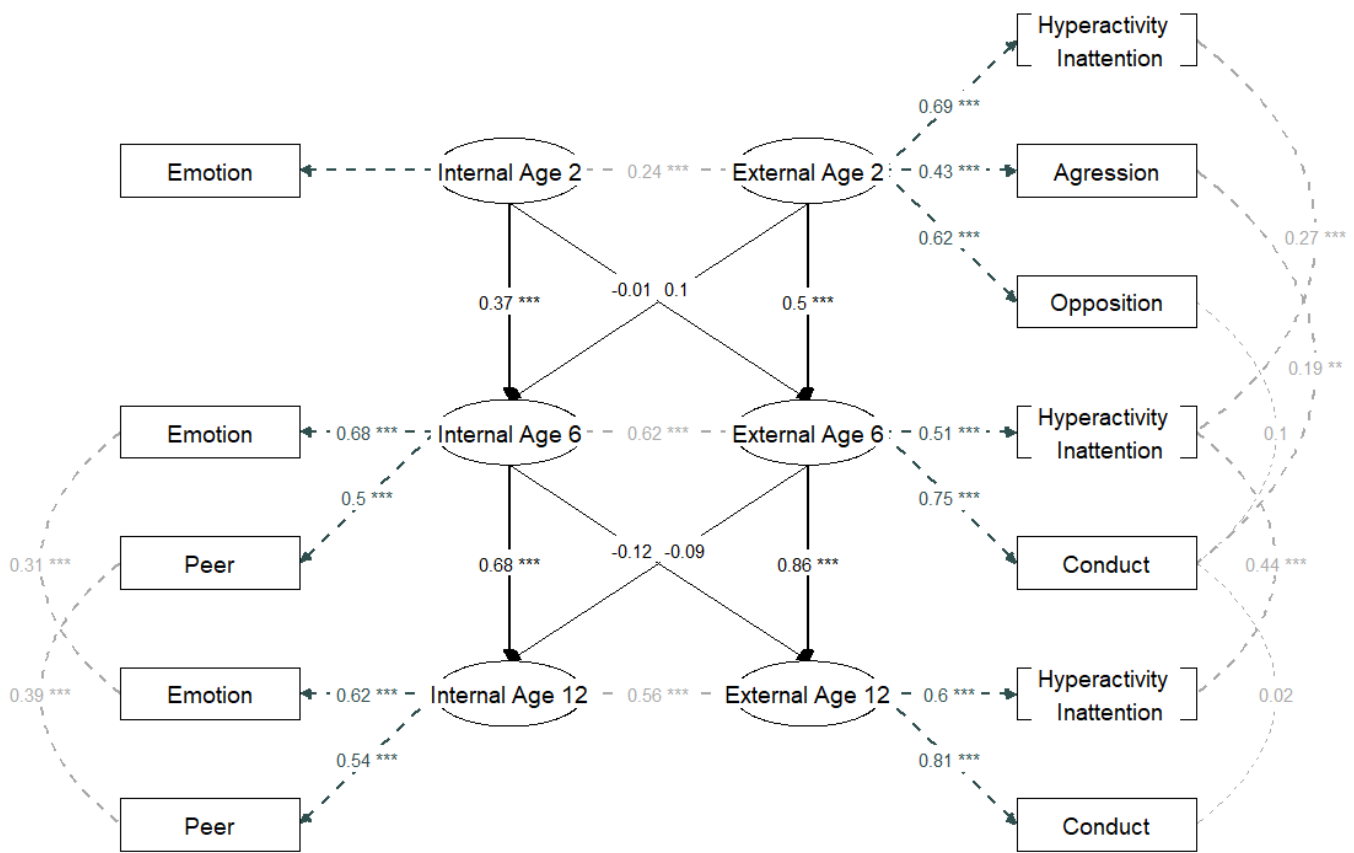 Hyperactivity
Inattention
0.69 ***
Emotion
Internal Age 2
0.24 ***
External Age 2
0.43 ***
Agression
0.62 ***
0.27 ***
0.37 ***
-0.01
0.1
0.5 ***
Opposition
0.19 **
Emotion
0.68 ***
Internal Age 6
0.62 ***
External Age 6
0.51 ***
Hyperactivity
Inattention
0.1
0.5 ***
0.75 ***
0.31 ***
Peer
0.68 ***
-0.12
-0.09
0.86 ***
Conduct
0.44 ***
0.39 ***
Emotion
0.62 ***
Internal Age 12
0.56 ***
External Age 12
0.6 ***
Hyperactivity
Inattention
0.02
0.54 ***
0.81 ***
Peer
Conduct